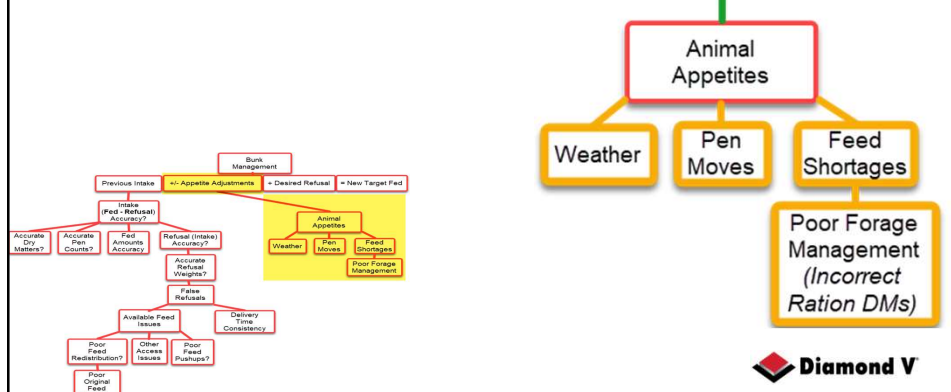 Bunk
Management
Previous Intake
+/- Appetite Adjustments
+ Desired Refusal
= New Target Fed
Intake
(Fed - Refusal)
Accuracy?
Animal
Appetites
Weather
Pen
Moves
Feed
Shortages
Poor Forage
Management
Accurate
Dry
Matters?
Accurate
Pen
Counts?
Fed
Amounts
Accuracy
Refusal (Intake)
Accuracy?
Accurate
Refusal
Weights?
False
Refusals
Available Feed
Issues
Delivery
Time
Consistency
Poor
Feed
Redistribution?
Other
Access
Issues
Poor
Feed
Pushups?
Poor
Original
Feed
Animal
Appetites
Weather
Pen
Moves
Feed
Shortages
Poor Forage
Management
(Incorrect
Ration DMs)
Diamond V